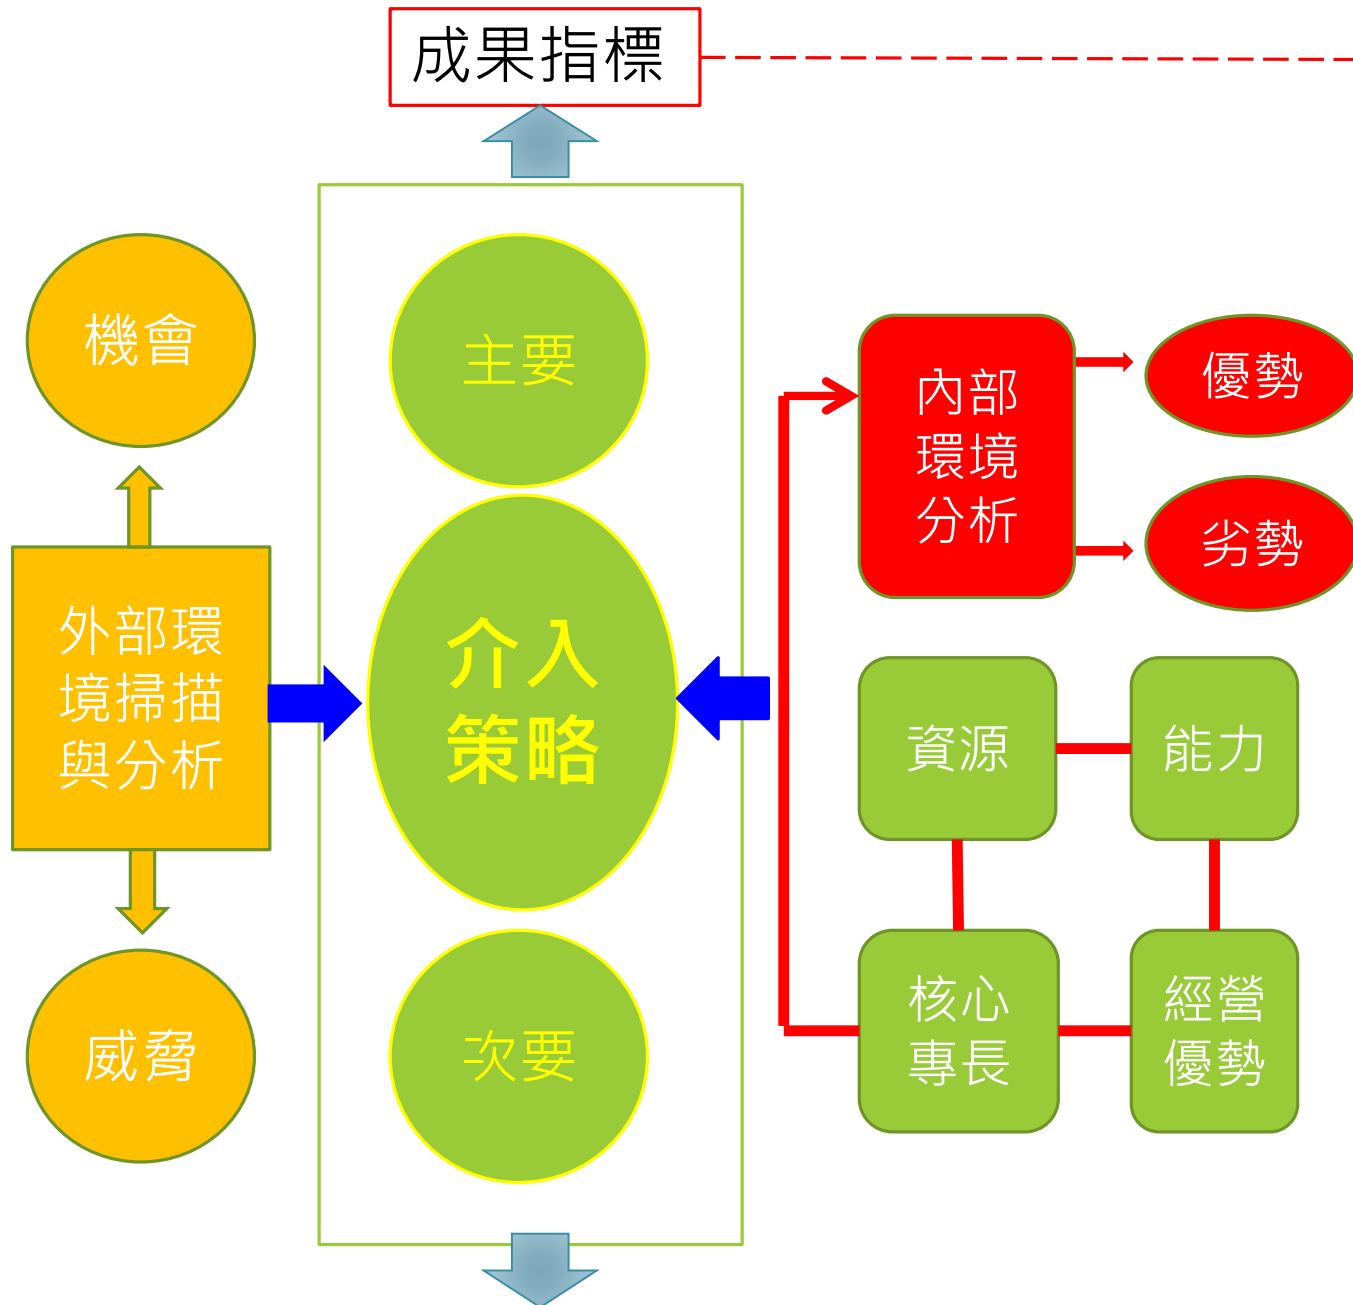 成果指標
機會
外部環
境掃描
與分析
威脅
主要
介入
策略
次要
內部
環境
分析
優勢
劣勢
資源
能力
核心
專長
經營
優勢